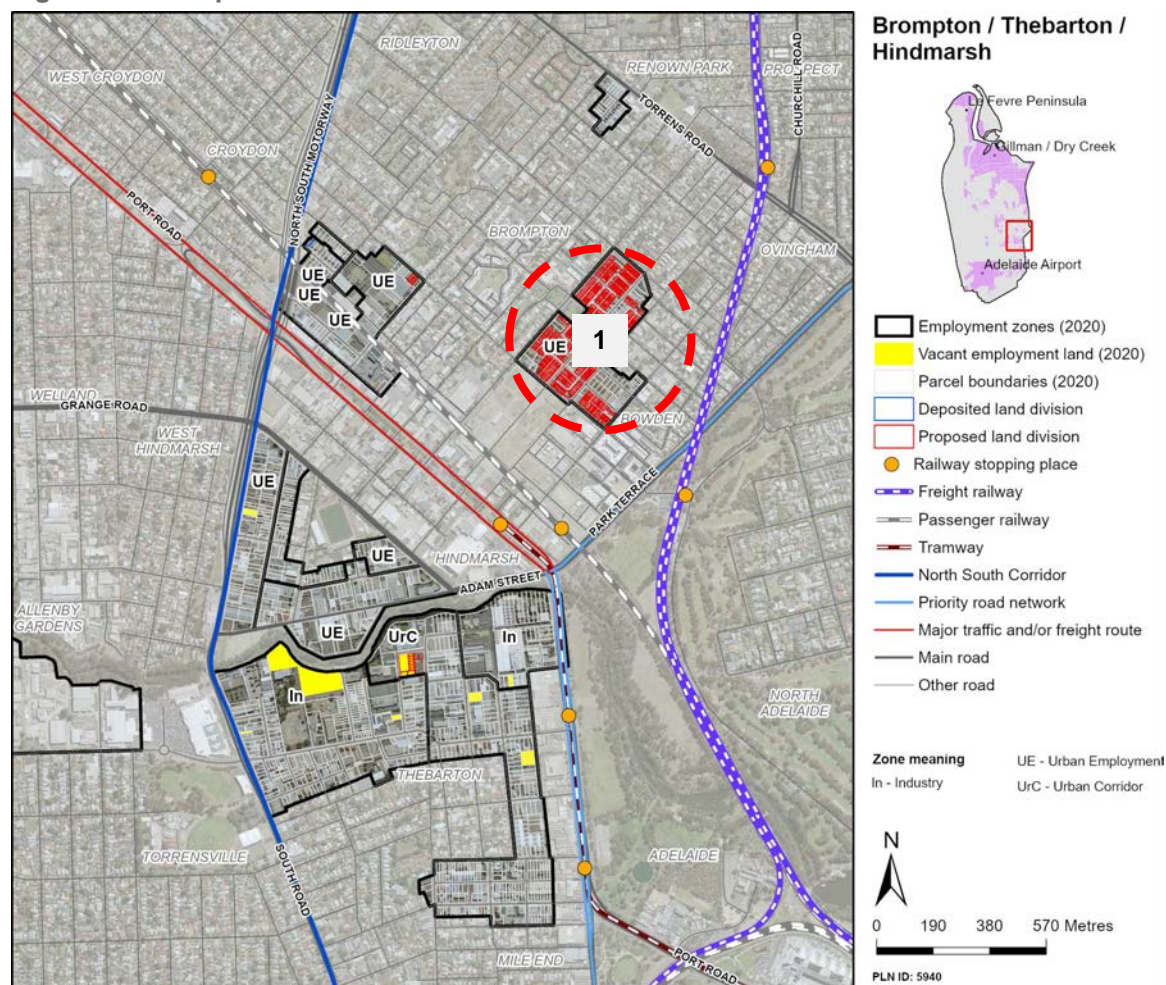 WEST CROYDON
RIDLEYTON
RENOWN PARK
PROSPECT
CHURCHILL ROAD
TORRENS ROAD
CROYDON
NORTH SOUTH MOTORWAY
PORT ROAD
BROMPTON
OVINGHAM
UE
UE
UE
UE
UE
1
BOWDEN
WELLAND
GRANGE ROAD
WEST HINDMARSH
PARK TERRACE
UE
UE
HINDMARSH
ADAM STREET
ALLENBY GARDENS
UE
UrC
In
In
NORTH ADELAIDE
THEBARTON
TORRENSVILLE
SOUTH ROAD
ADELAIDE
MILE END
PORT ROAD
Brompton / Thebarton /
Hindmarsh
Le Fevre Peninsula
Gillman / Dry Creek
Adelaide Airport
Employment zones (2020)
Vacant employment land (2020)
Parcel boundaries (2020)
Deposited land division
Proposed land division
Railway stopping place
Freight railway
Passenger railway
Tramway
North South Corridor
Priority road network
Major traffic and/or freight route
Main road
Other road
Zone meaning
UE - Urban Employment
In - Industry
UrC - Urban Corridor
N
0 190 380 570 Metres
PLN ID: 5940